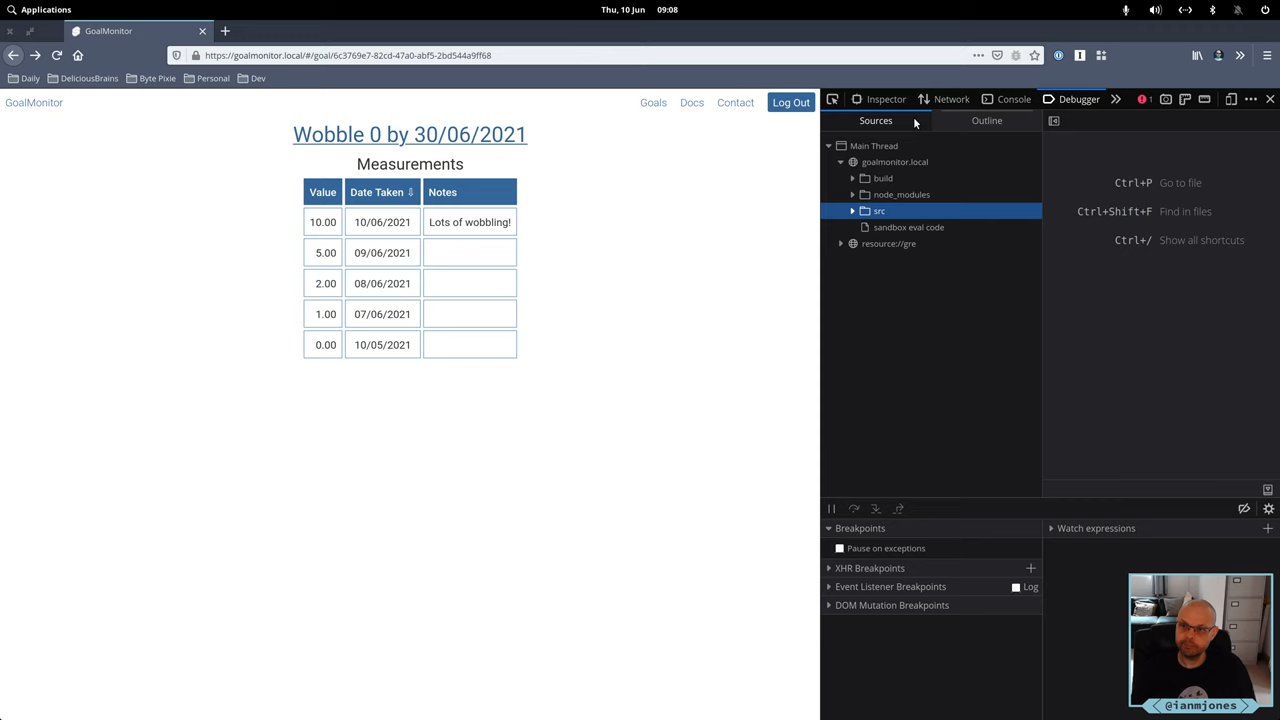 Applications
Thu, 10 Jun 09:08
GoalMonitor
https://goalmonitor.local/#/goal/6c3769e7-82cd-47a0-abf5-2bd544a9ff68
Daily DeliciousBrains Byte Pixie Personal Dev
GoalMonitor Goals Docs Contact Log Out
Wobble 0 by 30/06/2021
Measurements
Value Date Taken ⇩ Notes
10.00 10/06/2021 Lots of wobbling!
5.00 09/06/2021
2.00 08/06/2021
1.00 07/06/2021
0.00 10/05/2021
Inspector Network Console Debugger 1
Sources Outline
Main Thread
goalmonitor.local
build
node_modules
src
sandbox eval code
resource://gre
Ctrl+P Go to file
Ctrl+Shift+F Find in files
Ctrl+/ Show all shortcuts
Breakpoints
Pause on exceptions
XHR Breakpoints
Event Listener Breakpoints Log
DOM Mutation Breakpoints
Watch expressions
@ianmjones